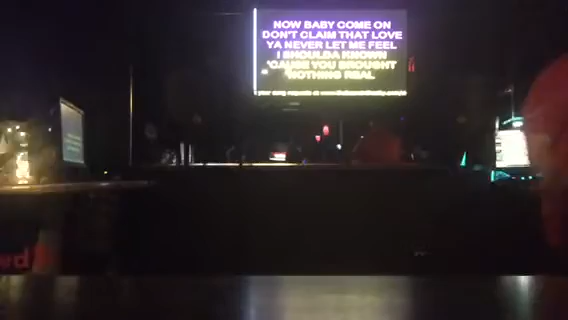 NOW BABY COME ON
DON'T CLAIM THAT LOVE
YA NEVER LET ME FEEL
I SHOULDA KNOWN
'CAUSE YOU BROUGHT
NOTHING REAL